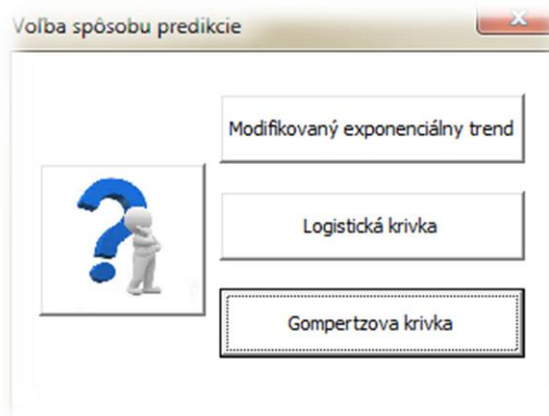 Voľba spôsobu predikcie
Modifikovaný exponenciálny trend
Logistická krivka
Gompertzova krivka